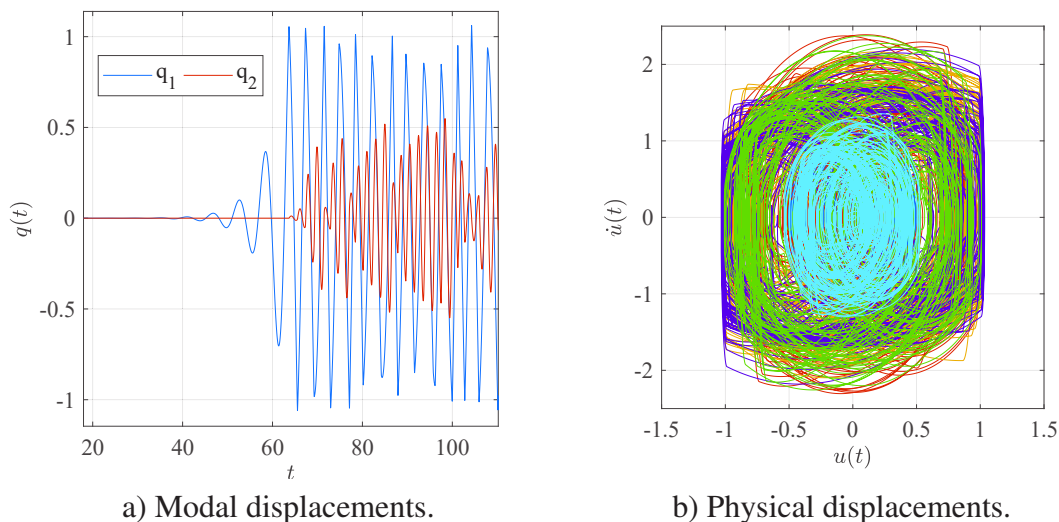 1
0.5
0
-0.5
-1
q(t)
q1 q2
20 40 60 80 100
t
a) Modal displacements.
2
1
0
-1
-2
u̇(t)
-1.5 -1 -0.5 0 0.5 1 1.5
u(t)
b) Physical displacements.